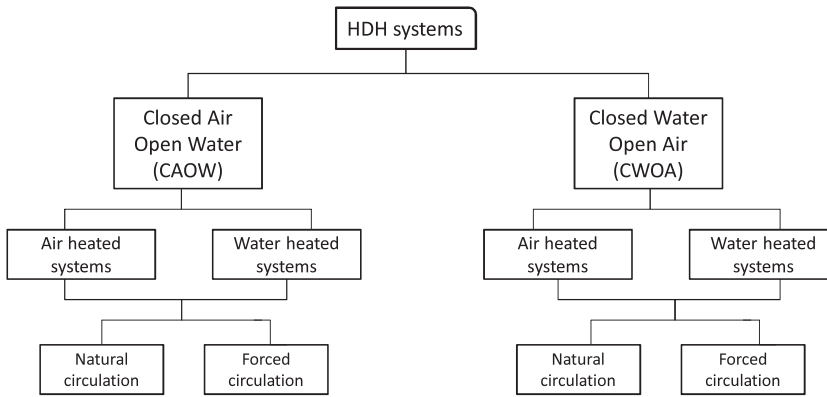 HDH systems
Closed Air
Open Water
(CAOW)
Closed Water
Open Air
(CWOA)
Air heated
systems
Water heated
systems
Air heated
systems
Water heated
systems
Natural
circulation
Forced
circulation
Natural
circulation
Forced
circulation